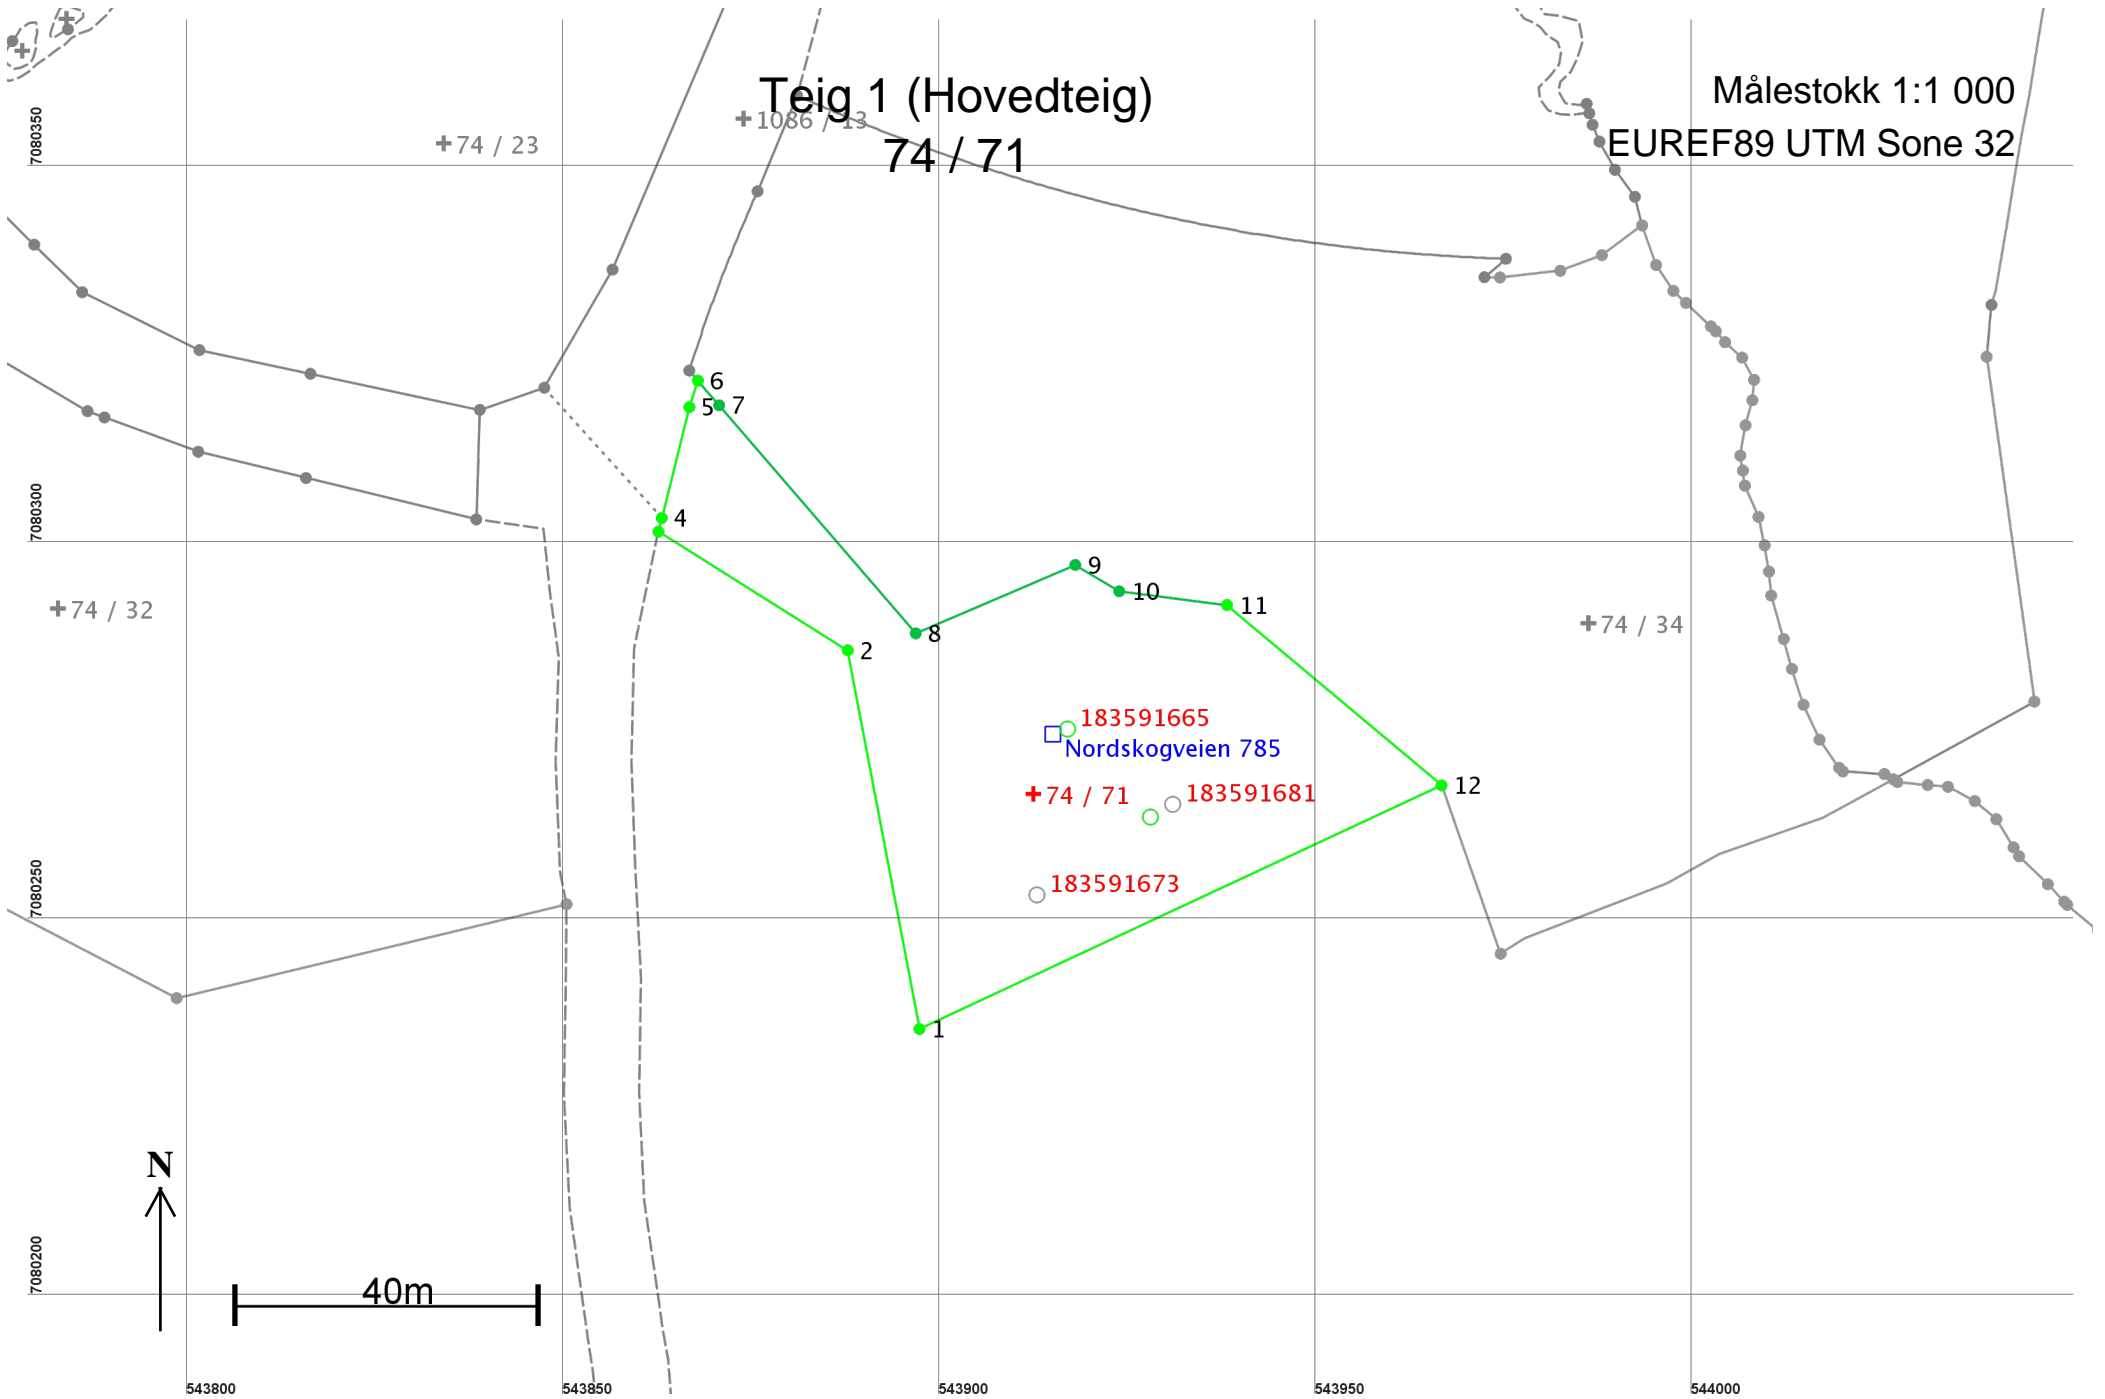 Teig 1 (Hovedteig)
74 / 71
Målestokk 1:1 000
EUREF89 UTM Sone 32
7080350
74 / 23
1086 / 13
6
5
7
7080300
4
9
10
11
74 / 32
8
2
74 / 34
183591665
Nordskogveien 785
12
74 / 71
183591681
183591673
7080250
1
N
7080200
40m
543800
543850
543900
543950
544000